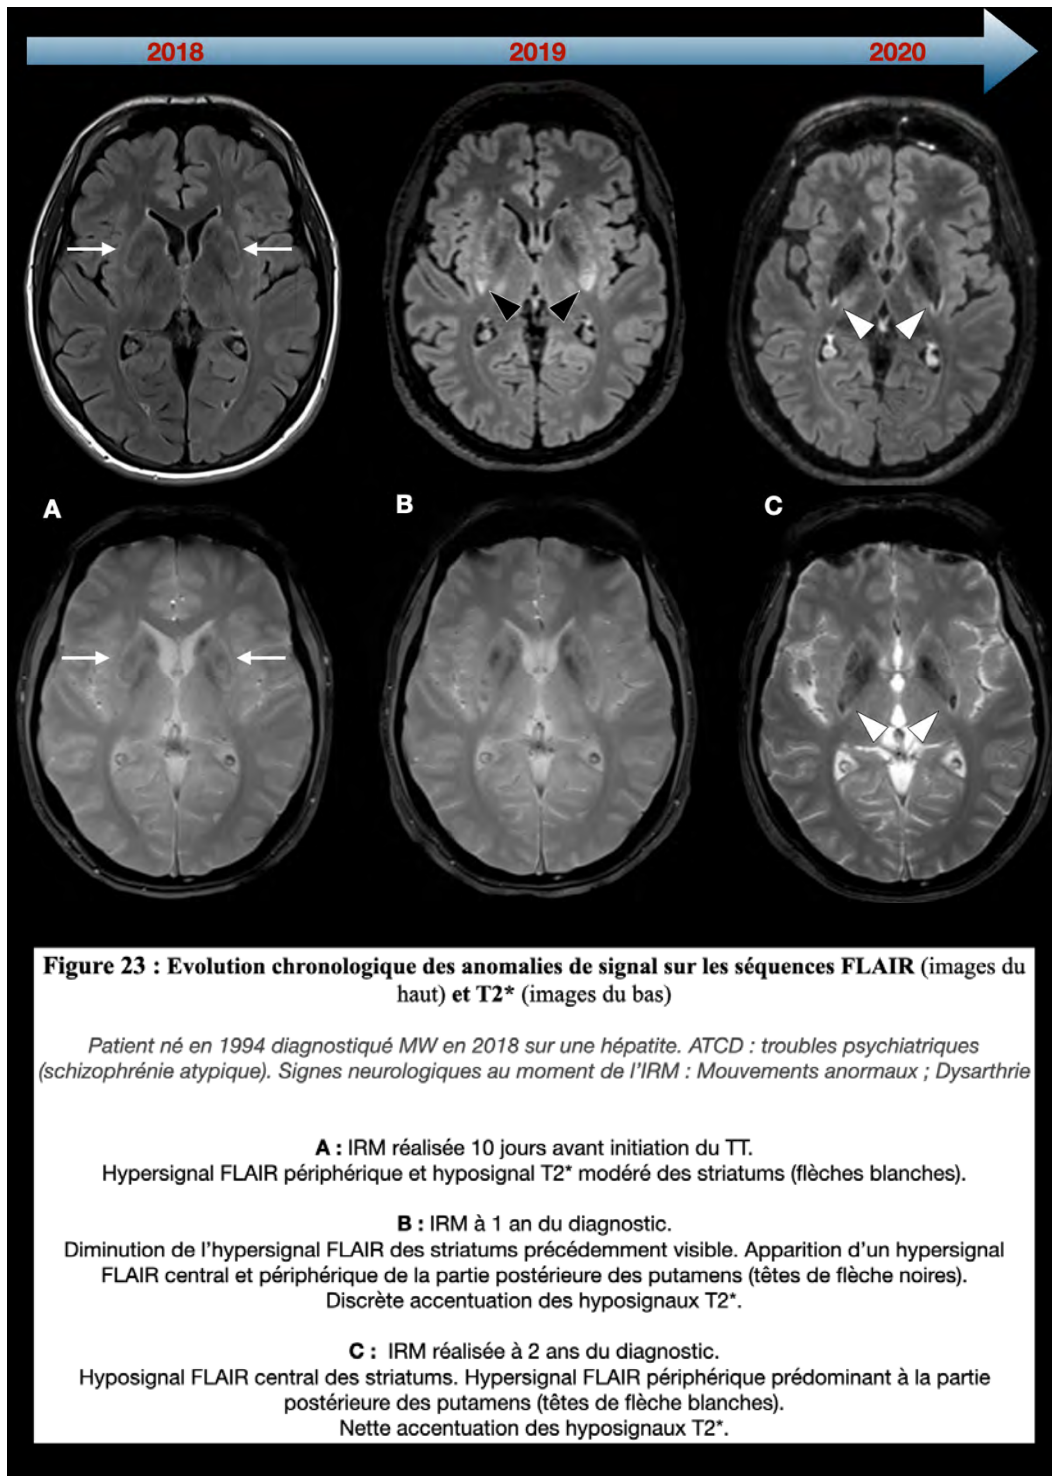 2018 2019 2020
A B C
Figure 23 : Evolution chronologique des anomalies de signal sur les séquences FLAIR (images du
haut) et T2* (images du bas)
Patient né en 1994 diagnostiqué MW en 2018 sur une hépatite. ATCD : troubles psychiatriques
(schizophrénie atypique). Signes neurologiques au moment de l'IRM : Mouvements anormaux ; Dysarthrie
A : IRM réalisée 10 jours avant initiation du TT.
Hypersignal FLAIR périphérique et hyposignal T2* modéré des striatums (flèches blanches).
B : IRM à 1 an du diagnostic.
Diminution de l'hypersignal FLAIR des striatums précédemment visible. Apparition d'un hypersignal
FLAIR central et périphérique de la partie postérieure des putamens (têtes de flèche noires).
Discrète accentuation des hyposignaux T2*.
C : IRM réalisée à 2 ans du diagnostic.
Hyposignal FLAIR central des striatums. Hypersignal FLAIR périphérique prédominant à la partie
postérieure des putamens (têtes de flèche blanches).
Nette accentuation des hyposignaux T2*.